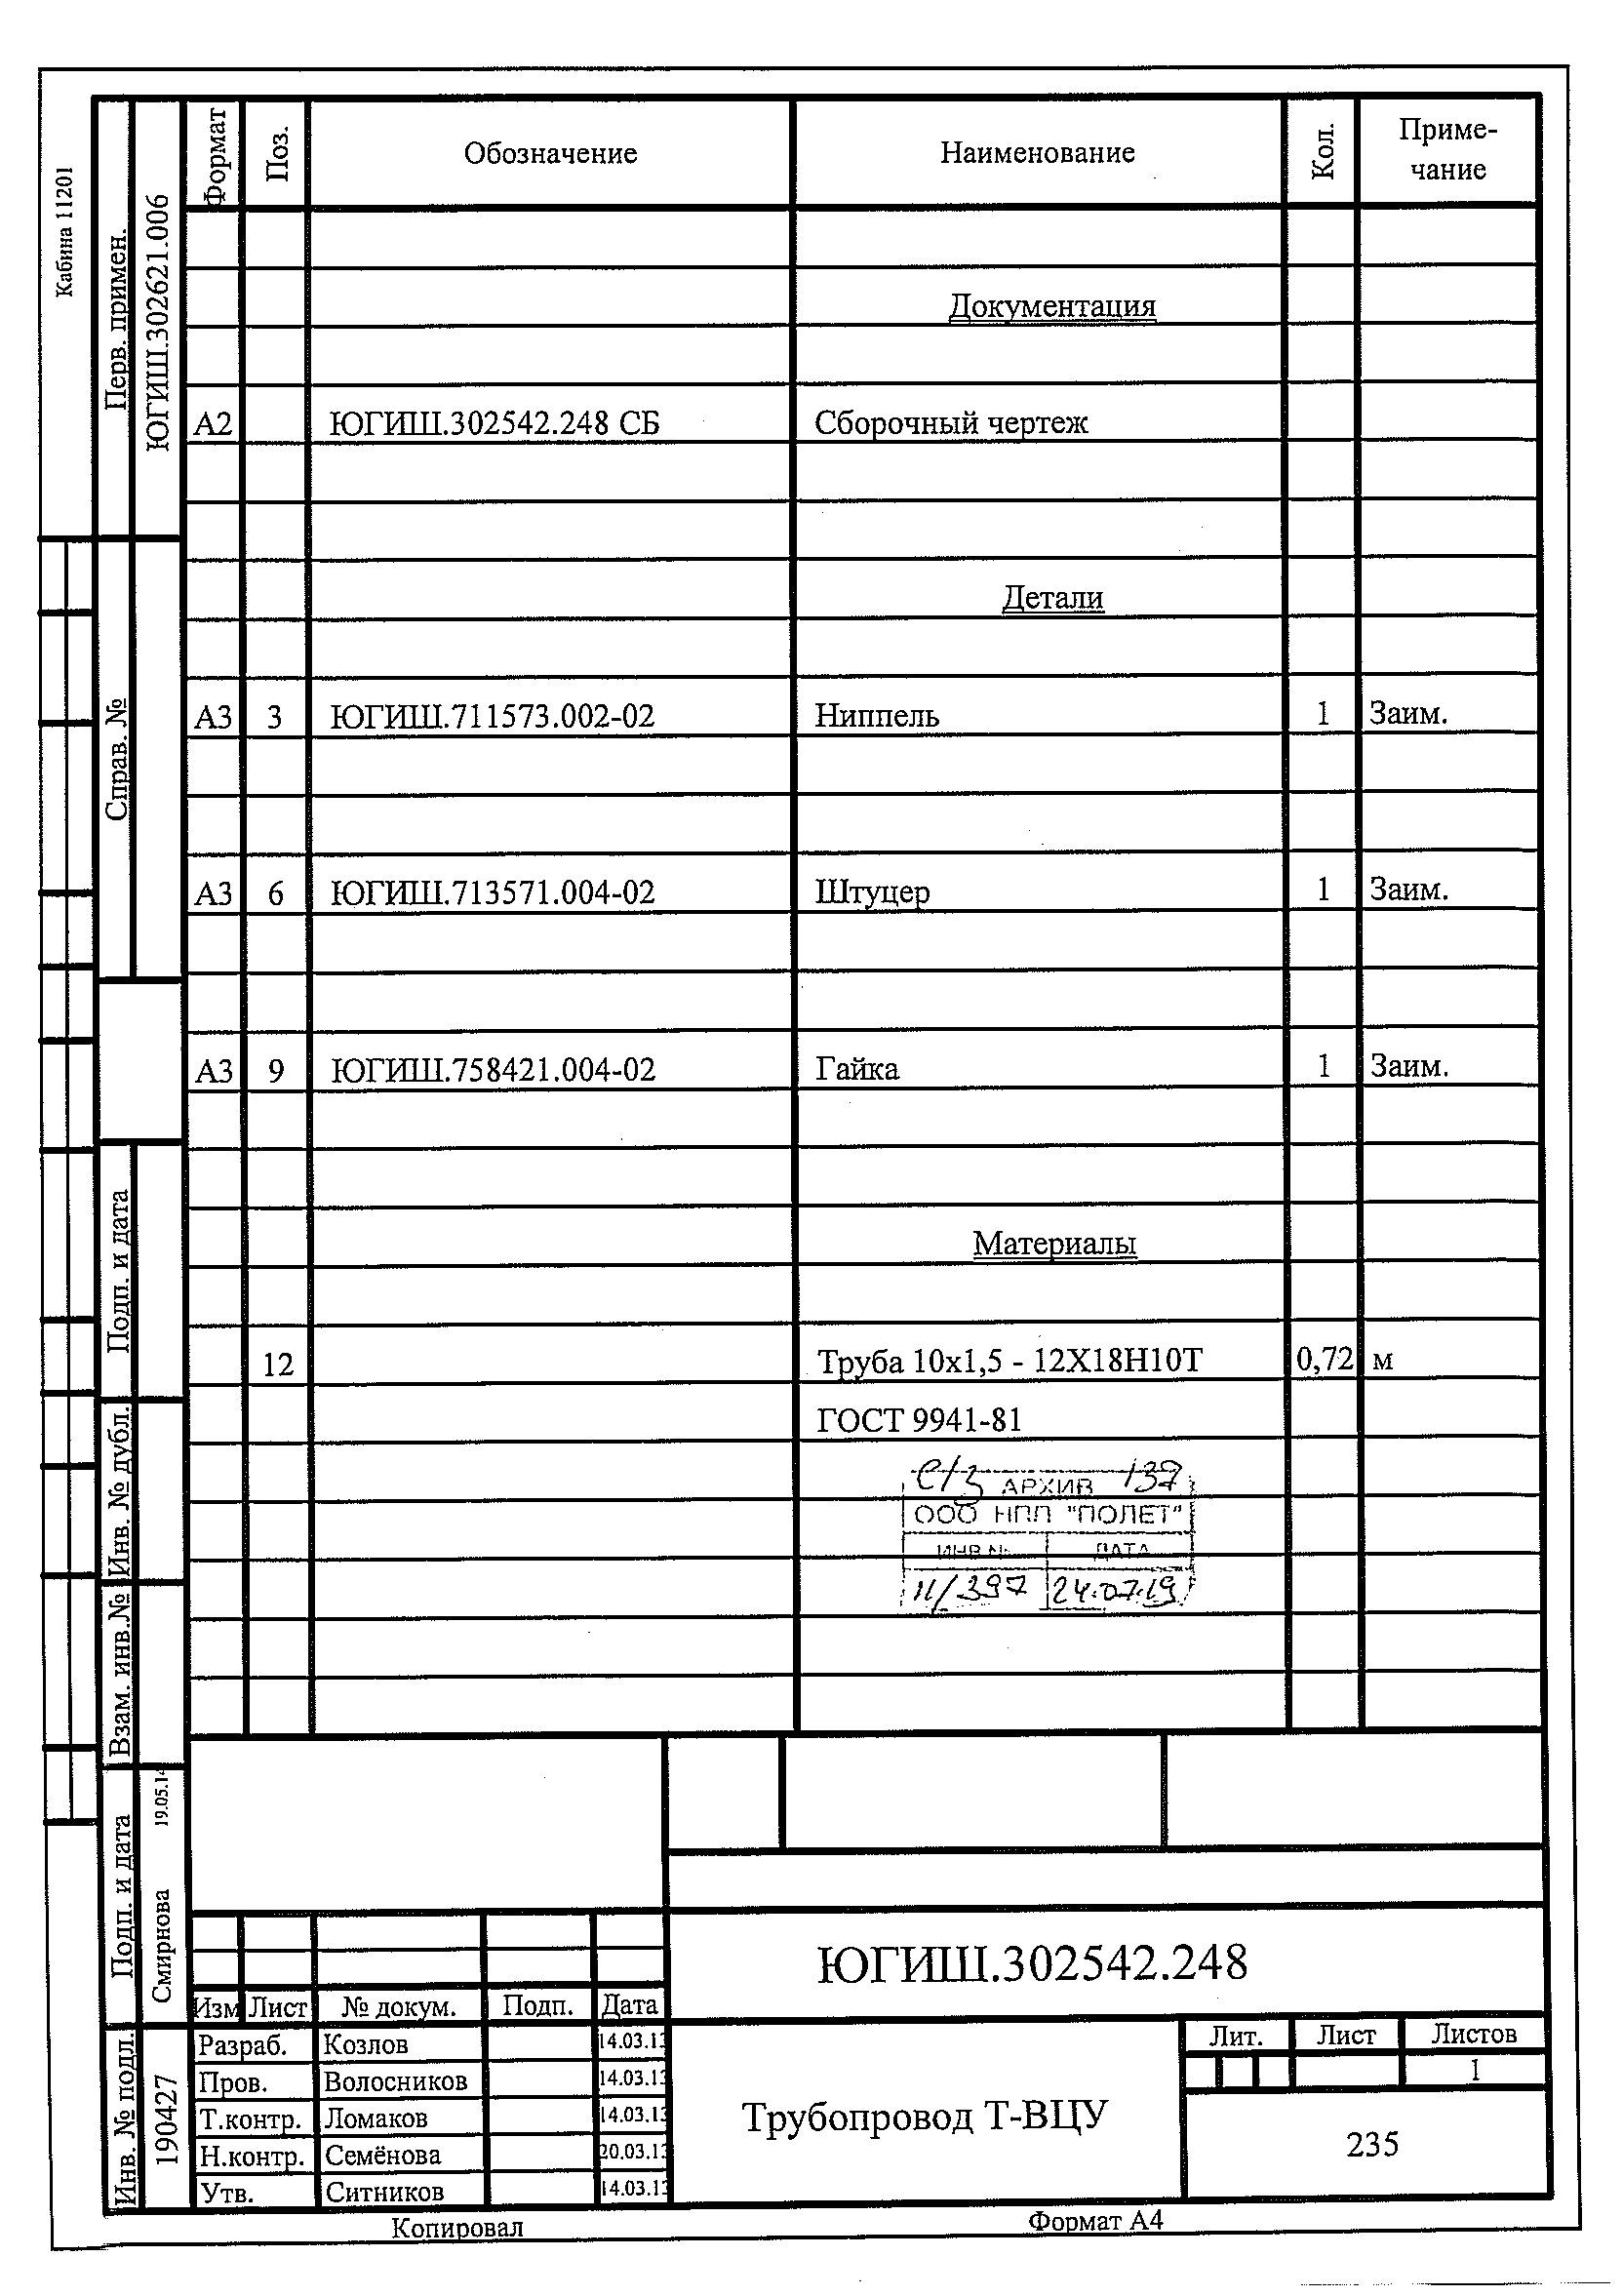 Кабина 11201
Перв. примен.
ЮГИШ.302621.006
Справ. №
Подп. и дата
Инв. № дубл.
Взам. инв.№
Подп. и дата
Смирнова 19.05.14
Инв. № подл.
190427
Формат Поз. Обозначение Наименование Кол. Приме-
чание
Документация
А2 ЮГИШ.302542.248 СБ Сборочный чертеж
Детали
А3 3 ЮГИШ.711573.002-02 Ниппель 1 Заим.
А3 6 ЮГИШ.713571.004-02 Штуцер 1 Заим.
А3 9 ЮГИШ.758421.004-02 Гайка 1 Заим.
Материалы
12 Труба 10х1,5 - 12Х18Н10Т 0,72 м
ГОСТ 9941-81
с/з АРХИВ 137
ООО НПП "ПОЛЕТ"
ИНВ.№ ДАТА
11/397 24.07.19
ЮГИШ.302542.248
Изм Лист № докум. Подп. Дата
Разраб. Козлов 14.03.13
Пров. Волосников 14.03.13
Т.контр. Ломаков 14.03.13
Н.контр. Семёнова 20.03.13
Утв. Ситников 14.03.13
Трубопровод Т-ВЦУ
Лит. Лист Листов
1
235
Копировал Формат А4